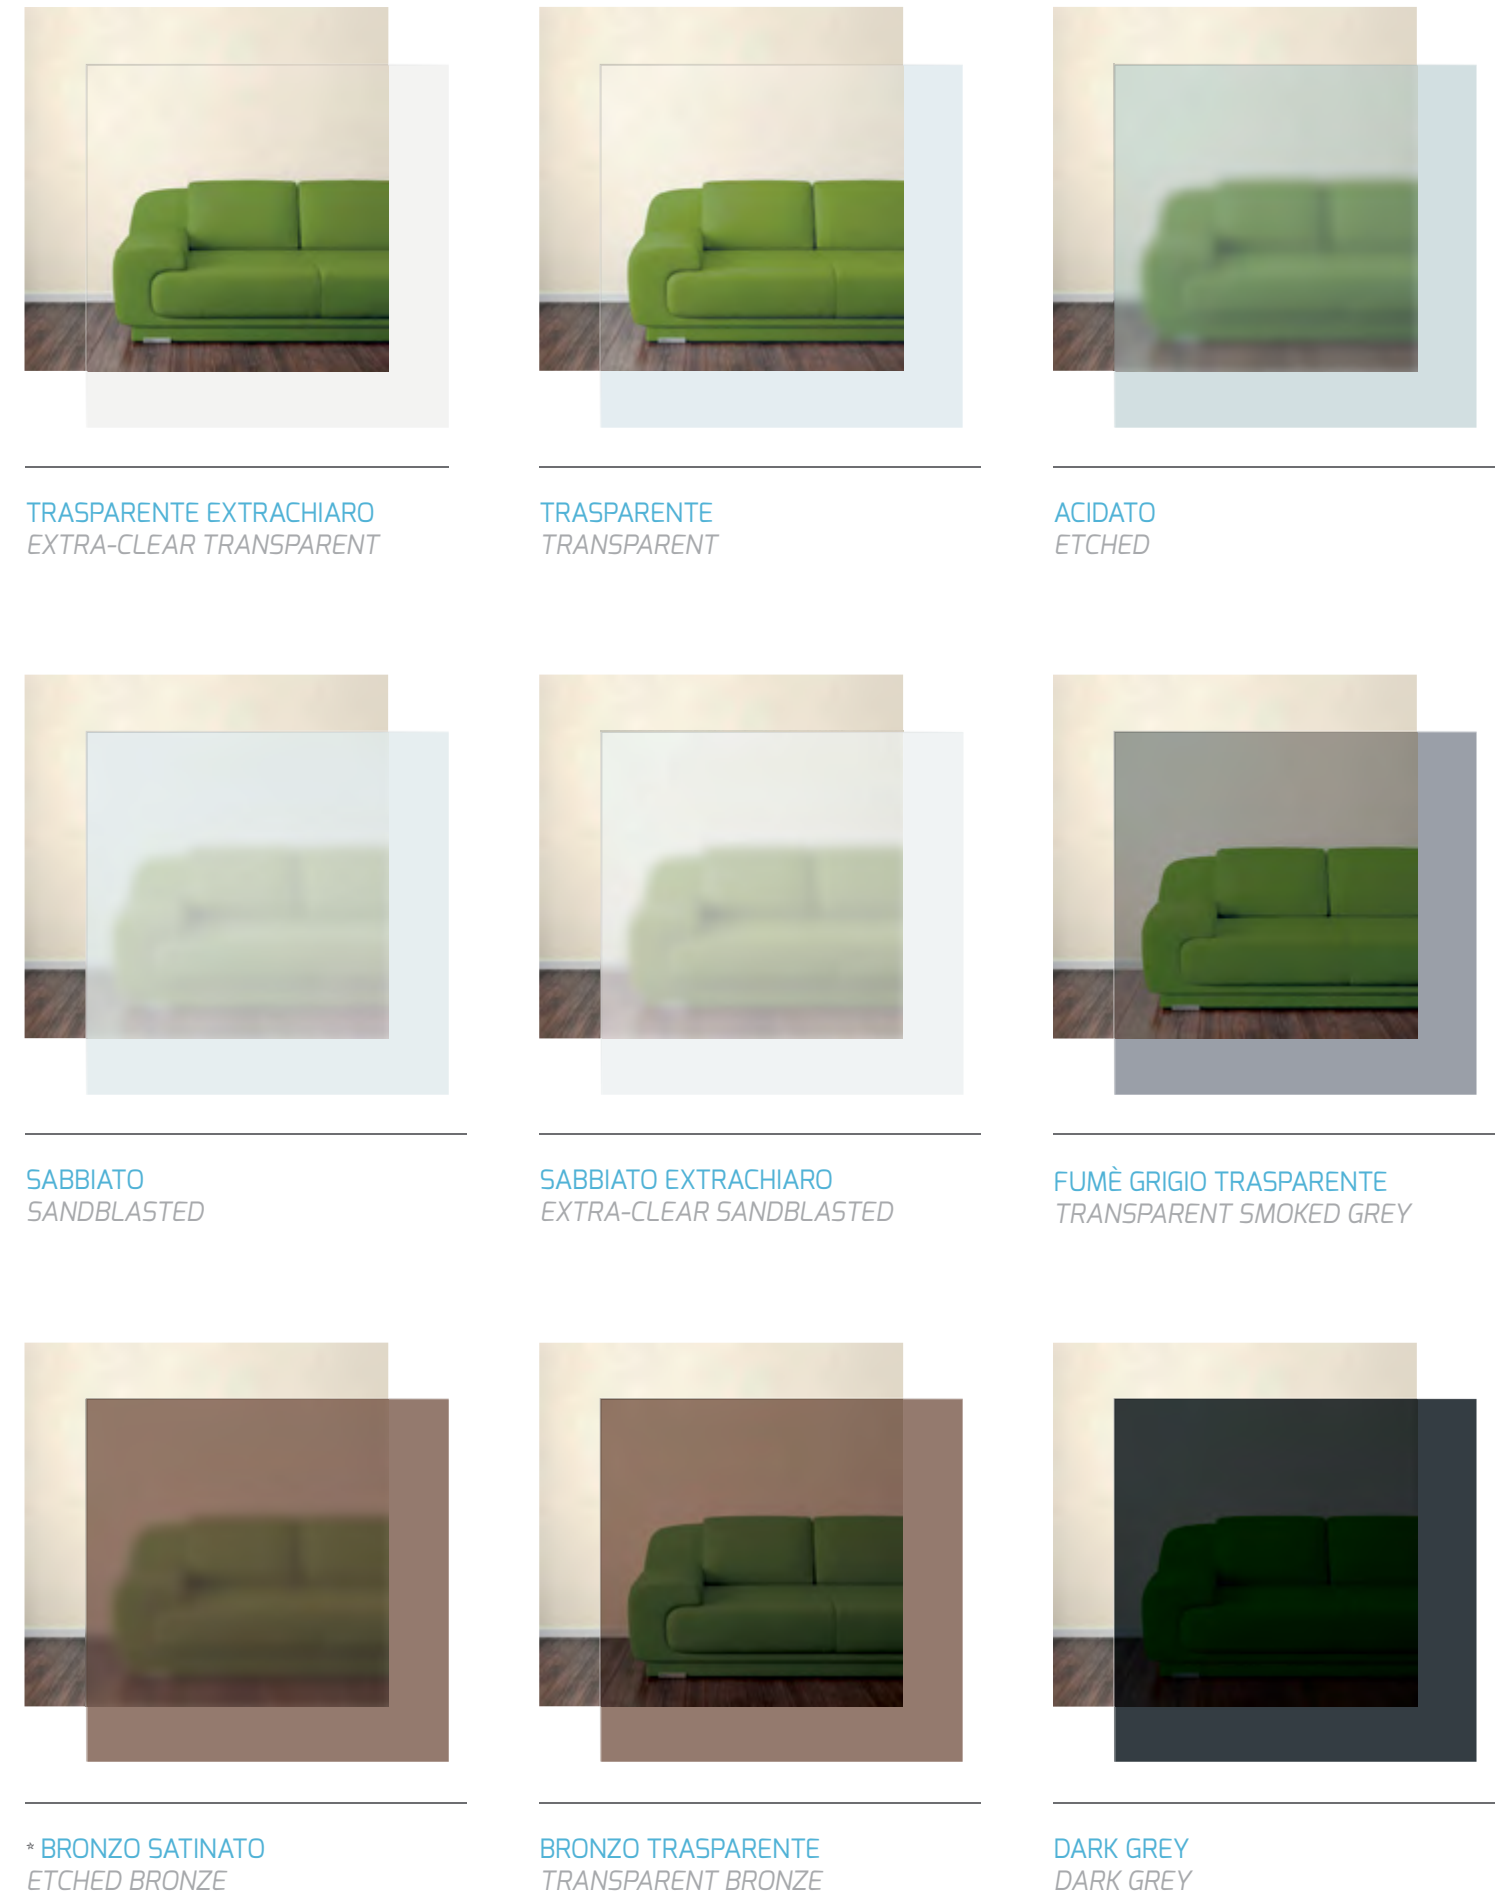 TRASPARENTE EXTRACHIARO
EXTRA-CLEAR TRANSPARENT
TRASPARENTE
TRANSPARENT
ACIDATO
ETCHED
SABBIATO
SANDBLASTED
SABBIATO EXTRACHIARO
EXTRA-CLEAR SANDBLASTED
FUMÈ GRIGIO TRASPARENTE
TRANSPARENT SMOKED GREY
* BRONZO SATINATO
ETCHED BRONZE
BRONZO TRASPARENTE
TRANSPARENT BRONZE
DARK GREY
DARK GREY